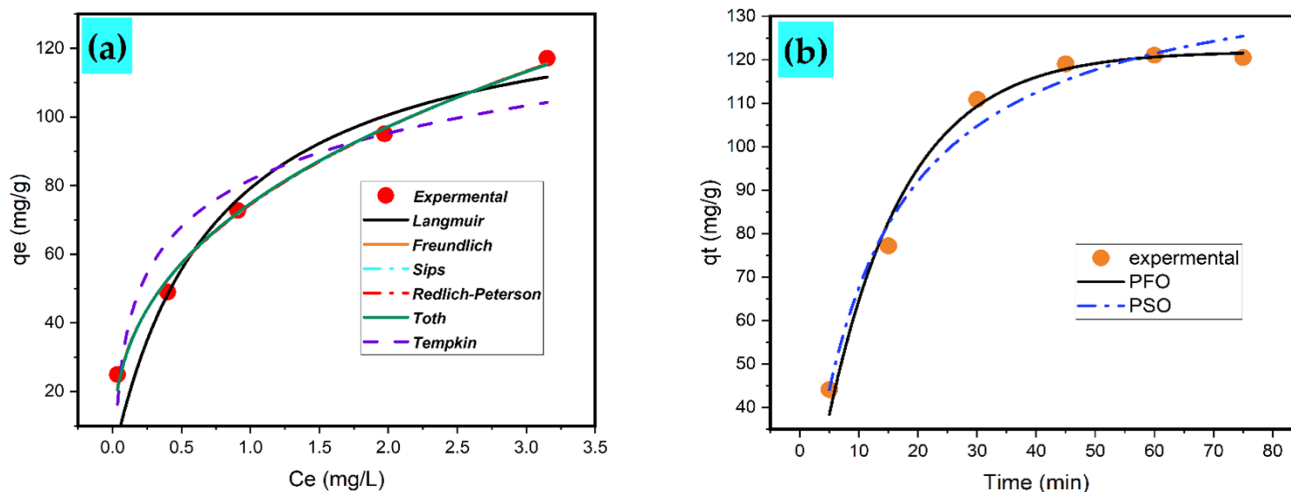 (a)
qe (mg/g)
120
100
80
60
40
20
0.0 0.5 1.0 1.5 2.0 2.5 3.0 3.5
Ce (mg/L)
Expermental
Langmuir
Freundlich
Sips
Redlich-Peterson
Toth
Tempkin
(b)
qt (mg/g)
130
120
110
100
90
80
70
60
50
40
0 10 20 30 40 50 60 70 80
Time (min)
expermental
PFO
PSO